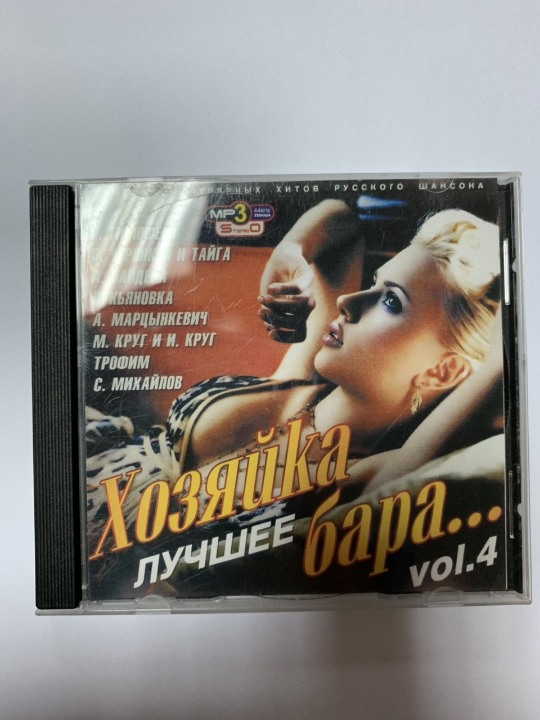 ХИТОВ РУССКОГО ШАНСОНА
MP3
STEREO
И ТАЙГА
А. МАРЦЫНКЕВИЧ
М. КРУГ И И. КРУГ
ТРОФИМ
С. МИХАЙЛОВ
Хозяйка
ЛУЧШЕЕ бара...
vol.4